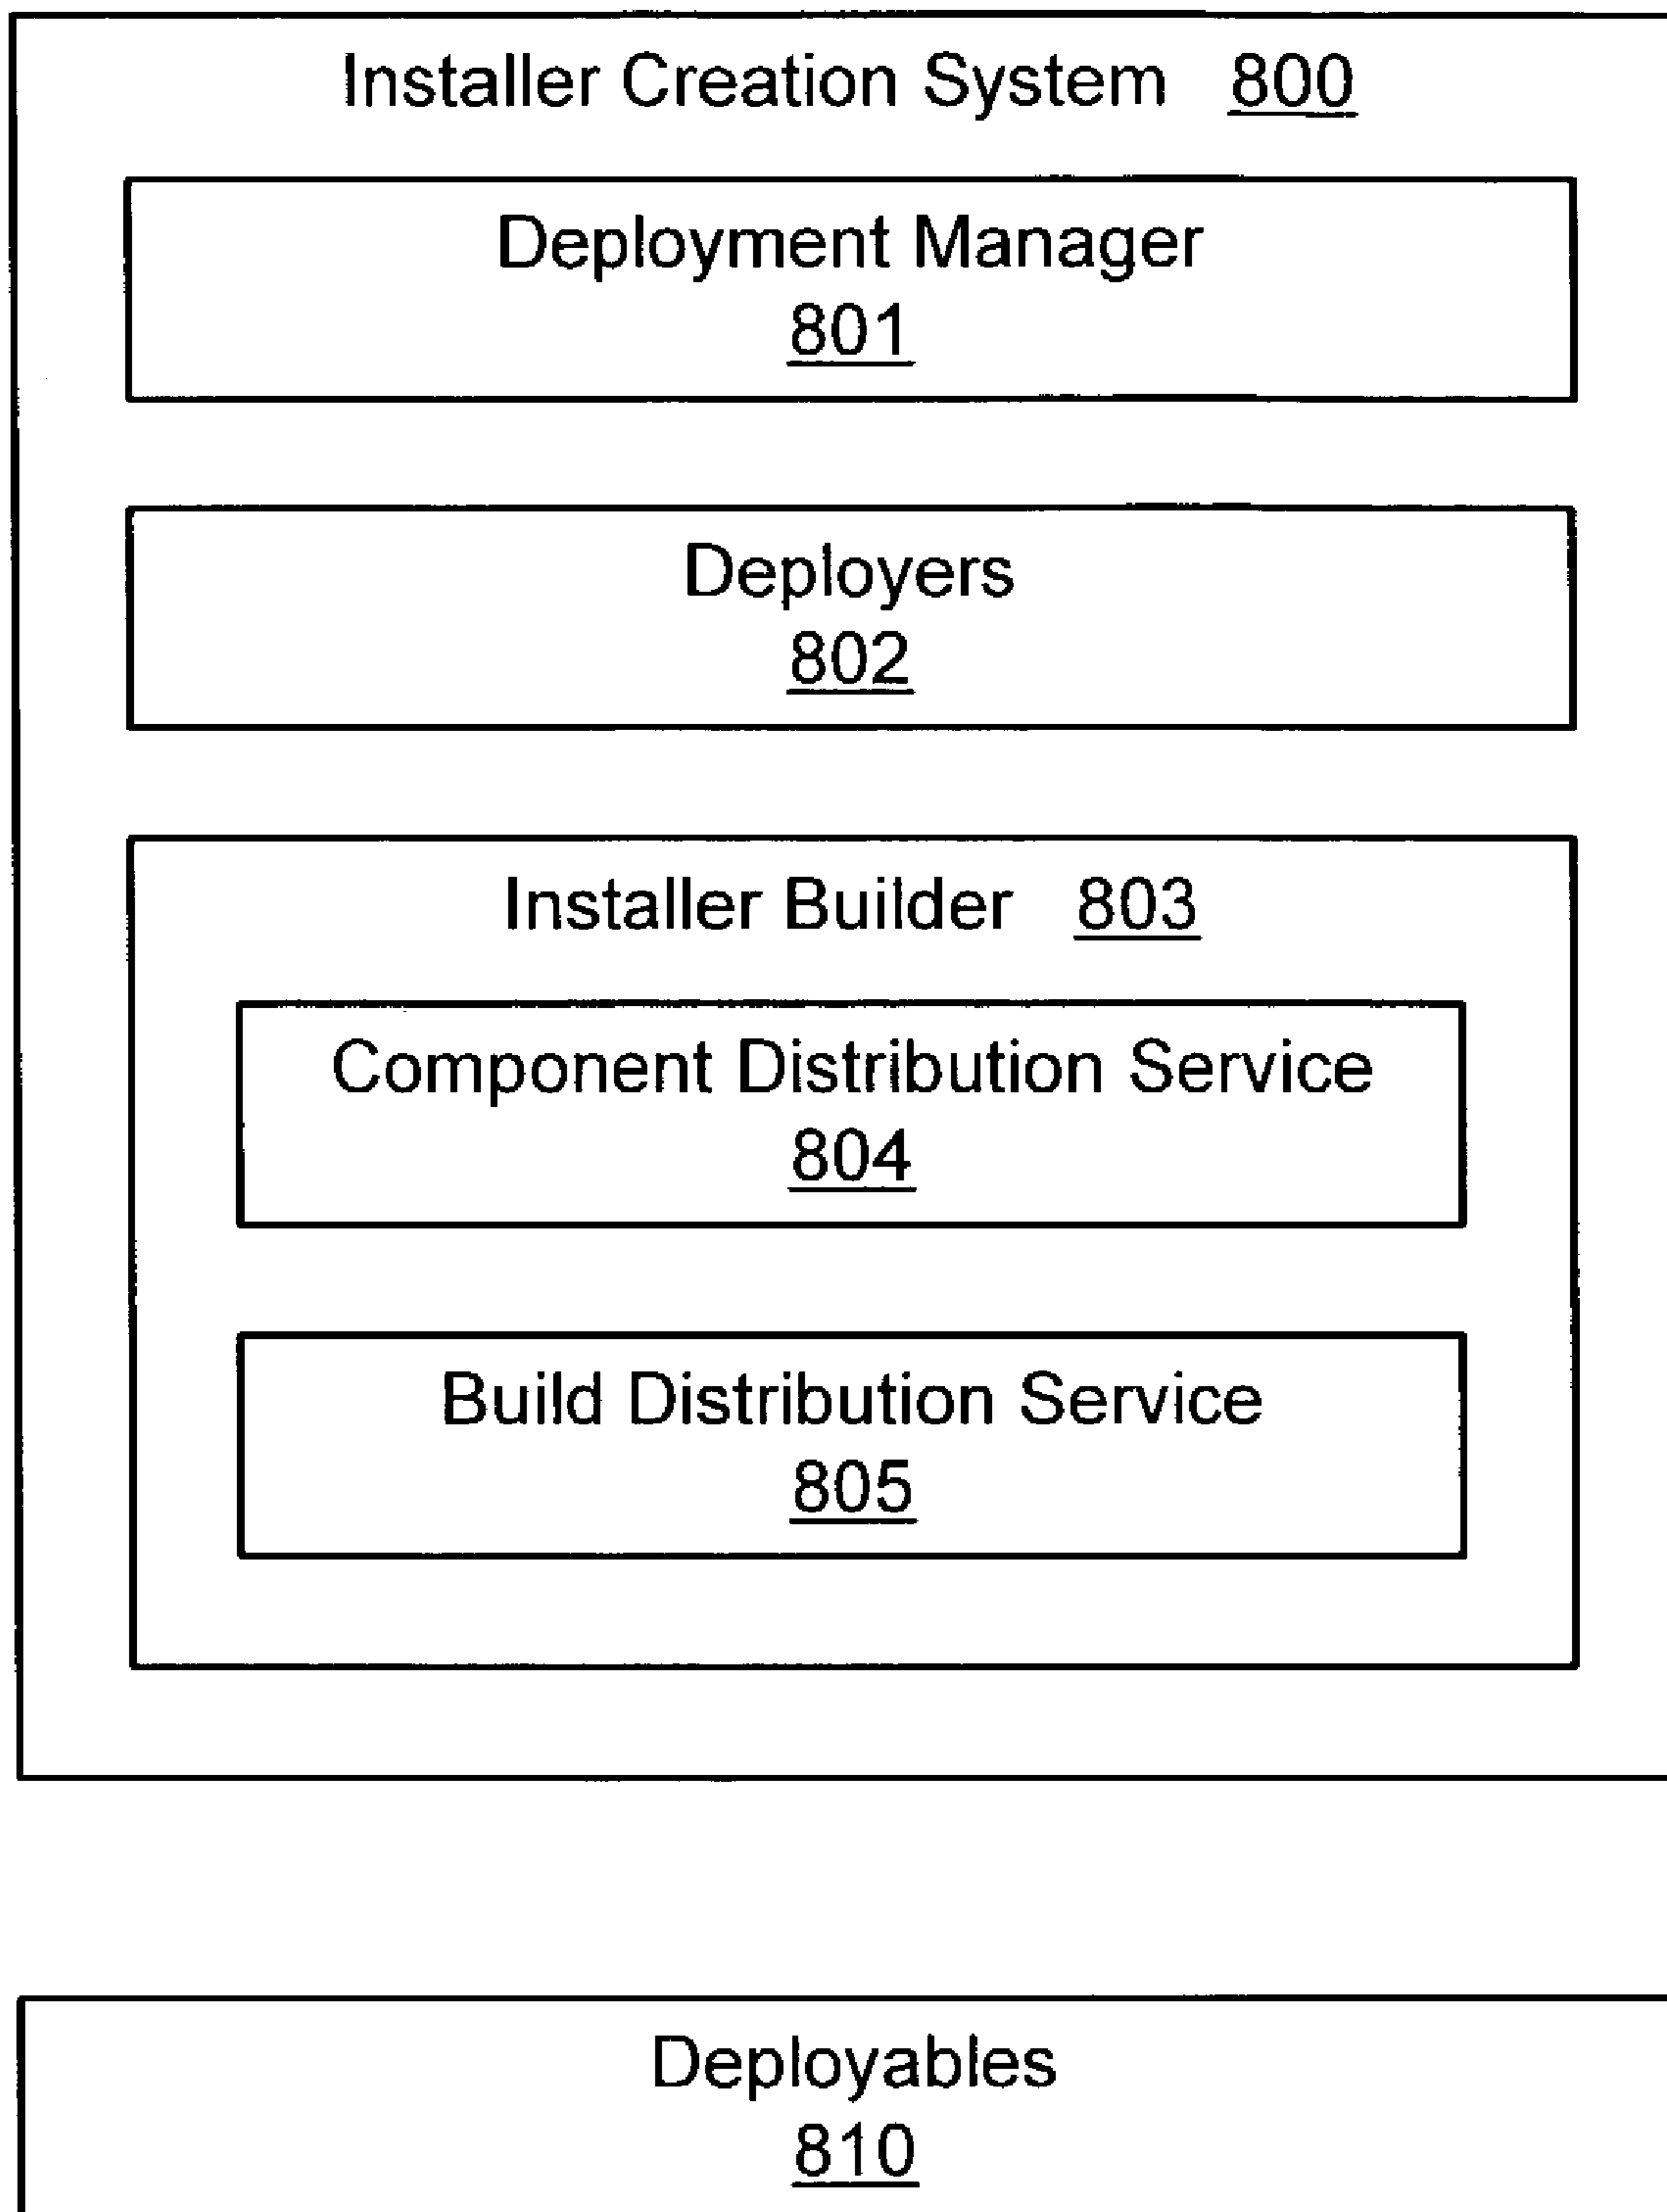 Installer Creation System 800
Deployment Manager
801
Deployers
802
Installer Builder 803
Component Distribution Service
804
Build Distribution Service
805
Deployables
810